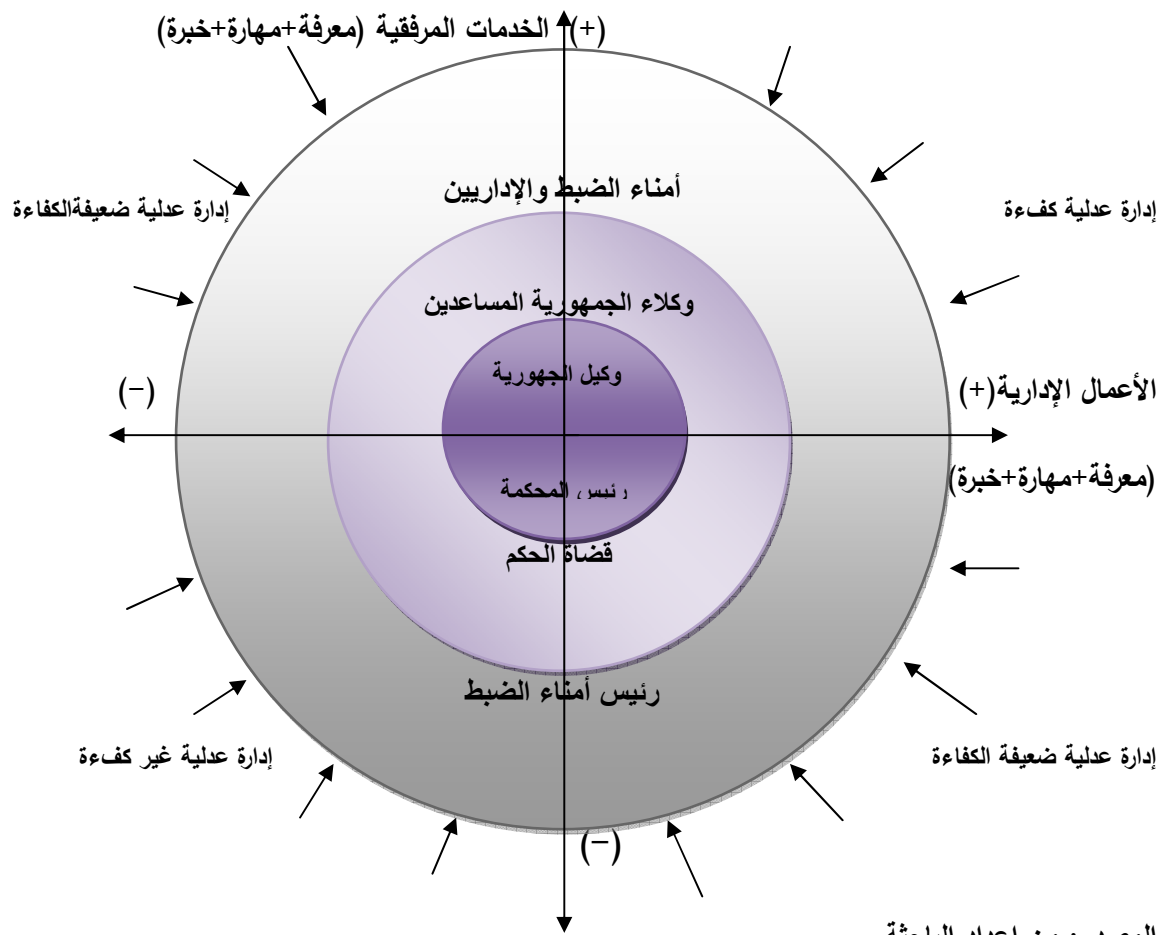 (+) الخدمات المرفقية (معرفة+مهارة+خبرة)
أمناء الضبط والإداريين
إدارة عدلية كفءة
إدارة عدلية ضعيفةالكفاءة
وكلاء الجمهورية المساعدين
وكيل الجهورية
الأعمال الإدارية(+)
(−)
(معرفة+مهارة+خبرة)
رئيس المحكمة
قضاة الحكم
رئيس أمناء الضبط
إدارة عدلية ضعيفة الكفاءة
إدارة عدلية غير كفءة
(−)